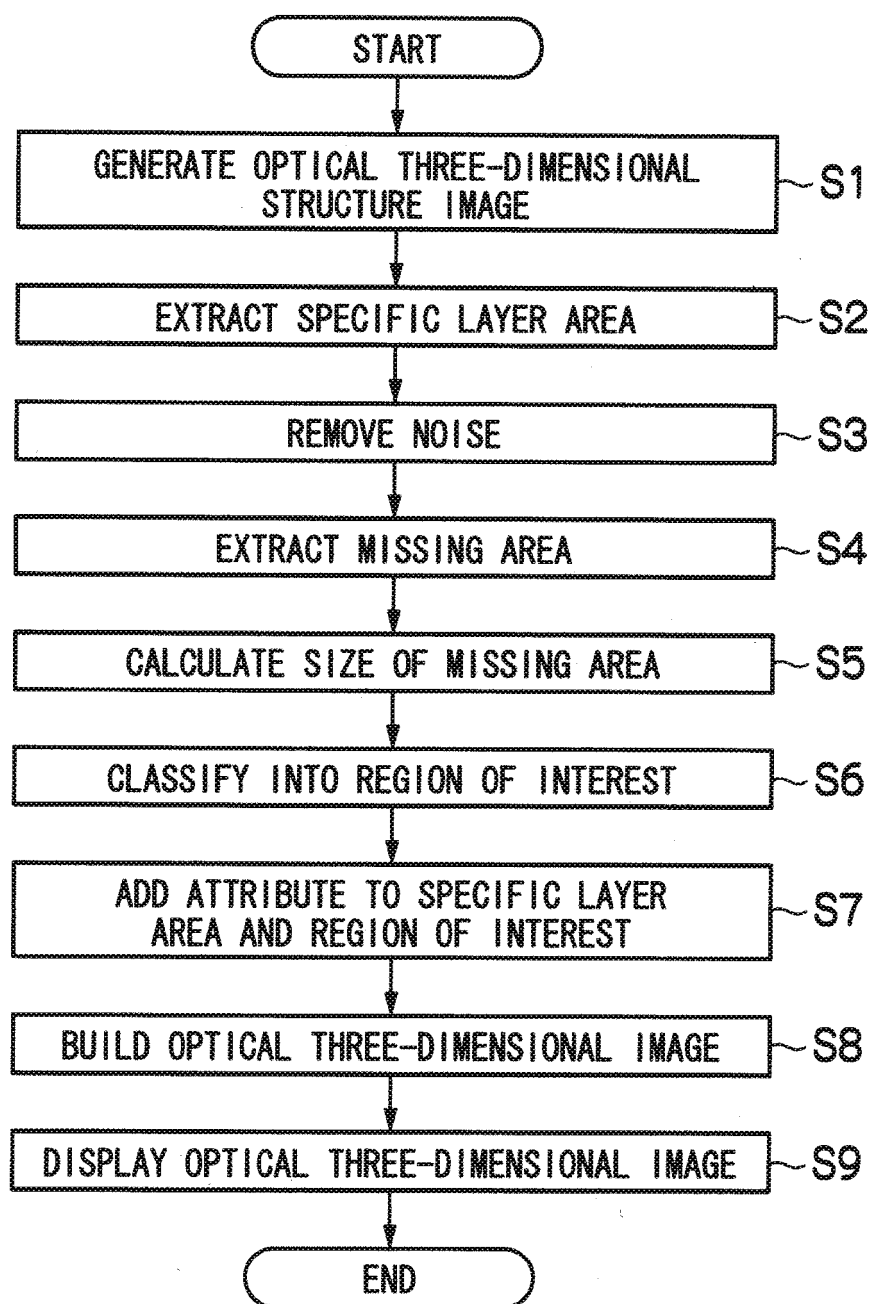 START
GENERATE OPTICAL THREE-DIMENSIONAL
STRUCTURE IMAGE
S1
EXTRACT SPECIFIC LAYER AREA
S2
REMOVE NOISE
S3
EXTRACT MISSING AREA
S4
CALCULATE SIZE OF MISSING AREA
S5
CLASSIFY INTO REGION OF INTEREST
S6
ADD ATTRIBUTE TO SPECIFIC LAYER
AREA AND REGION OF INTEREST
S7
BUILD OPTICAL THREE-DIMENSIONAL IMAGE
S8
DISPLAY OPTICAL THREE-DIMENSIONAL IMAGE
S9
END